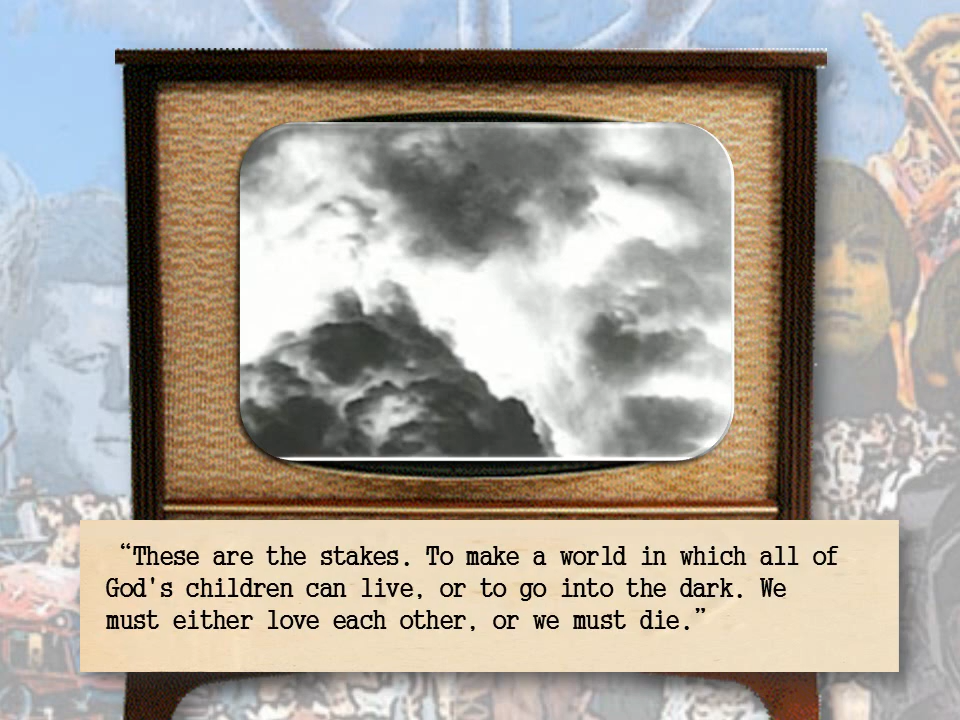 “These are the stakes. To make a world in which all of
God's children can live, or to go into the dark. We
must either love each other, or we must die.”